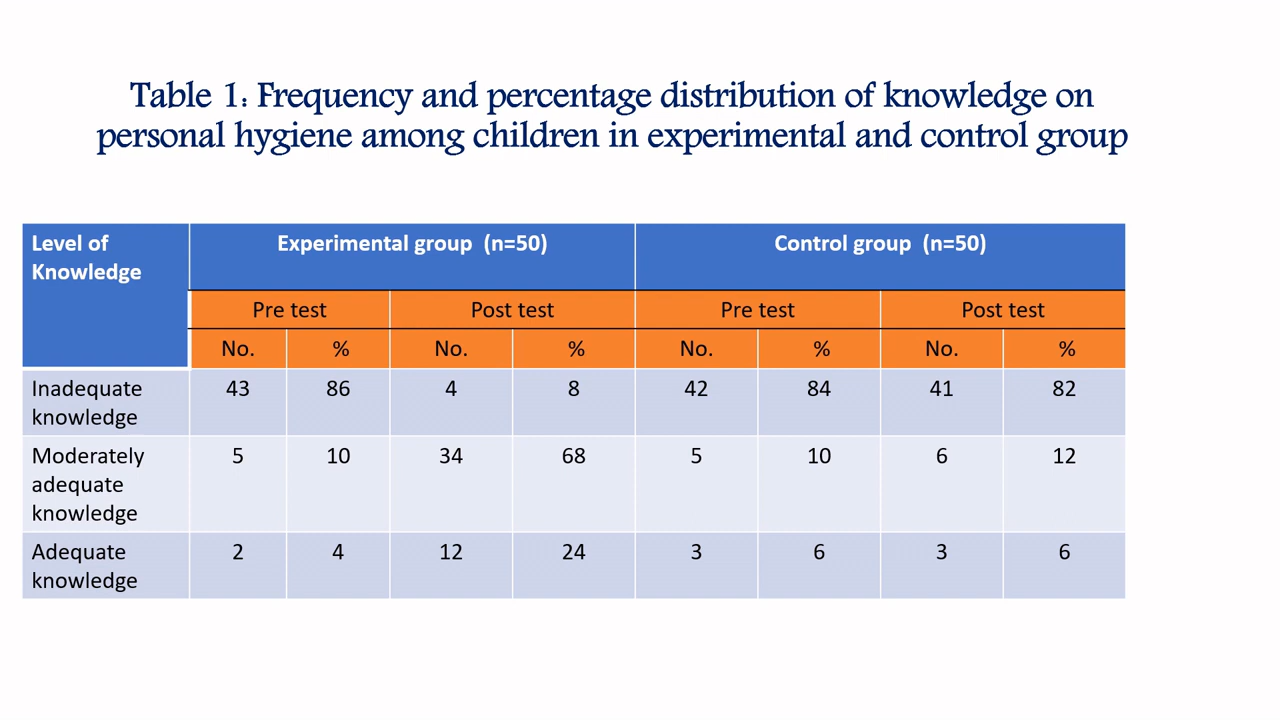 Table 1: Frequency and percentage distribution of knowledge on
personal hygiene among children in experimental and control group
Level of
Knowledge
Experimental group (n=50)
Control group (n=50)
Pre test
Post test
Pre test
Post test
No.
%
No.
%
No.
%
No.
%
Inadequate
knowledge
43
86
4
8
42
84
41
82
Moderately
adequate
knowledge
5
10
34
68
5
10
6
12
Adequate
knowledge
2
4
12
24
3
6
3
6